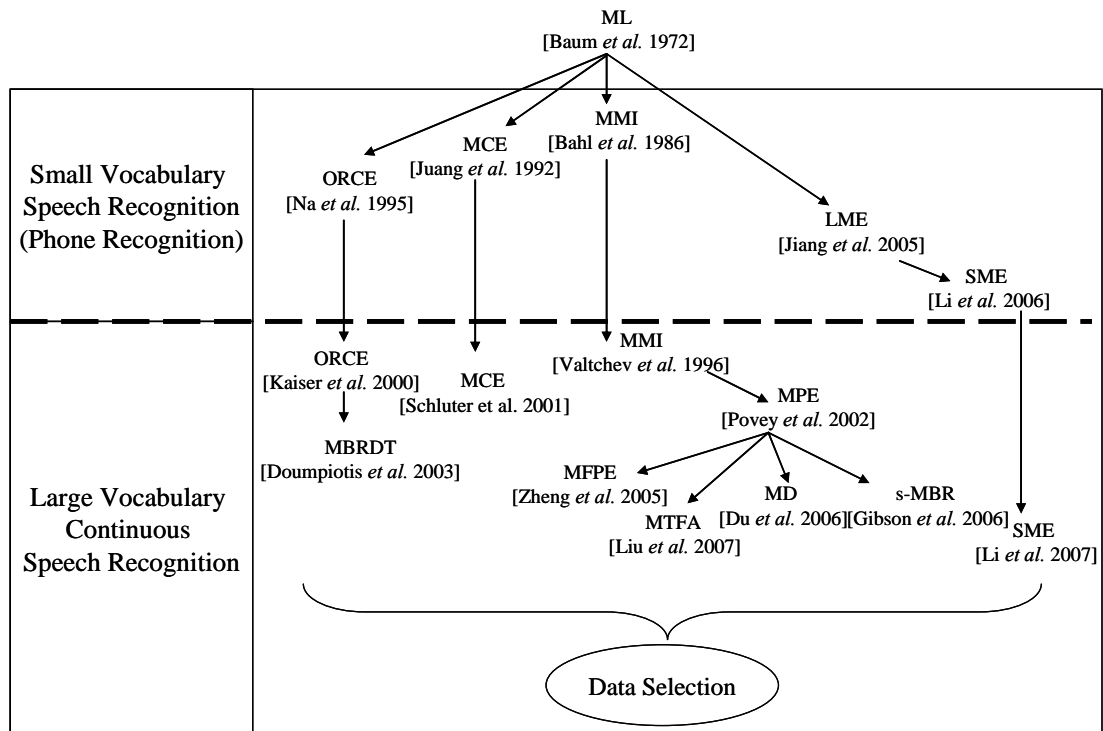 ML
[Baum et al. 1972]
MMI
[Bahl et al. 1986]
MCE
[Juang et al. 1992]
ORCE
[Na et al. 1995]
LME
[Jiang et al. 2005]
SME
[Li et al. 2006]
Small Vocabulary
Speech Recognition
(Phone Recognition)
ORCE
[Kaiser et al. 2000]
MCE
[Schluter et al. 2001]
MMI
[Valtchev et al. 1996]
MPE
[Povey et al. 2002]
MBRDT
[Doumpiotis et al. 2003]
MFPE
[Zheng et al. 2005]
MTFA
[Liu et al. 2007]
MD
[Du et al. 2006]
s-MBR
[Gibson et al. 2006]
SME
[Li et al. 2007]
Large Vocabulary
Continuous
Speech Recognition
Data Selection